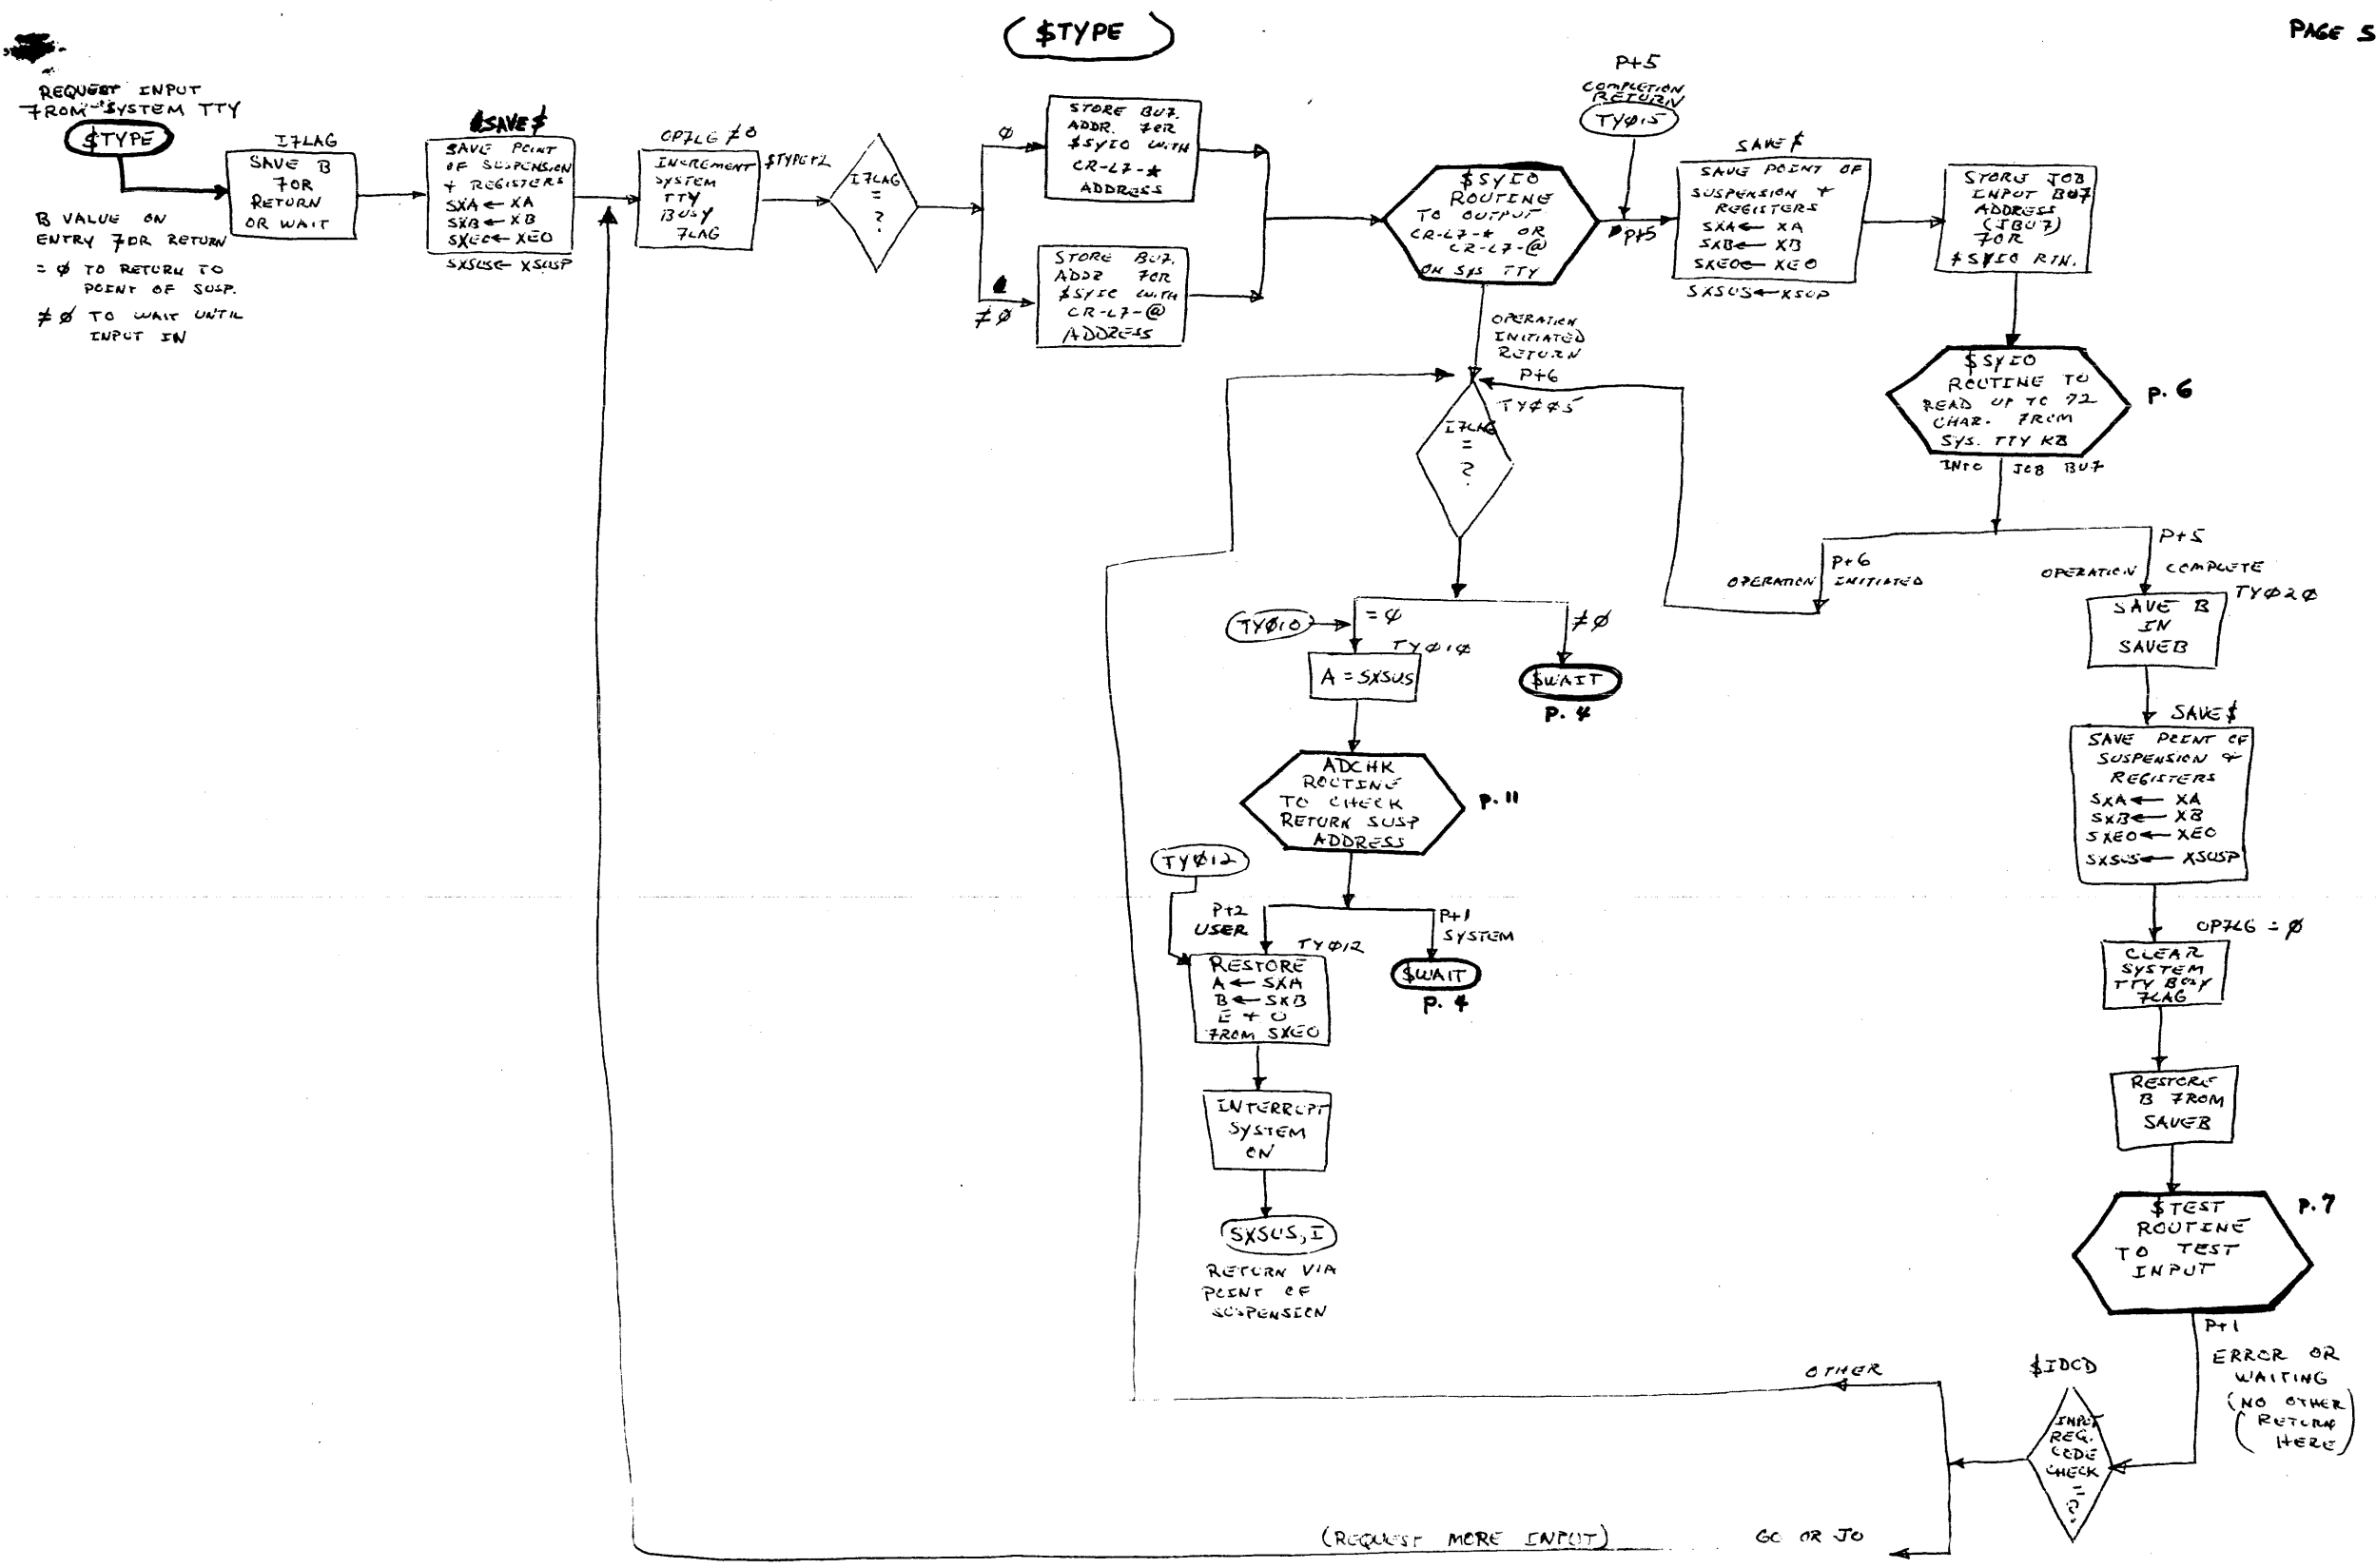 $TYPE
PAGE 5
REQUEST INPUT
FROM SYSTEM TTY
$TYPE
B VALUE ON
ENTRY FOR RETURN
= Ø TO RETURN TO
POINT OF SUSP.
≠ Ø TO WAIT UNTIL
INPUT IN
IFLAG
SAVE B
FOR
RETURN
OR WAIT
$SAVE$
SAVE POINT
OF SUSPENSION
+ REGISTERS
SXA ← XA
SXB ← XB
SXEO ← XEO
SXSUS ← XSUSP
OPFLG ≠ 0
INCREMENT
SYSTEM
TTY
BUSY
FLAG
$TYPE+2
IFLAG
=
?
Ø
STORE BUF.
ADDR. FOR
$SYIO WITH
CR-LF-*
ADDRESS
≠Ø
STORE BUF.
ADDR FOR
$SYIO WITH
CR-LF-@
ADDRESS
$SYIO
ROUTINE
TO OUTPUT
CR-LF-* OR
CR-LF-@
ON SYS TTY
P+5
COMPLETION
RETURN
TYØ15
P+5
SAVE$
SAVE POINT OF
SUSPENSION +
REGISTERS
SXA ← XA
SXB ← XB
SXEO ← XEO
SXSUS ← XSUP
STORE JOB
INPUT BUF
ADDRESS
(JBUF)
FOR
$SYIO RTN.
$SYIO
ROUTINE TO
READ UP TO 72
CHAR. FROM
SYS. TTY KB
INTO JOB BUF
P. 6
OPERATION
INITIATED
RETURN
P+6
TYØØ5
IFLAG
=
?
P+6
OPERATION INITIATED
P+5
OPERATION COMPLETE
TYØ2Ø
SAVE B
IN
SAVEB
SAVE$
SAVE POINT OF
SUSPENSION +
REGISTERS
SXA ← XA
SXB ← XB
SXEO ← XEO
SXSUS ← XSUSP
OPFLG = Ø
CLEAR
SYSTEM
TTY BUSY
FLAG
RESTORE
B FROM
SAVEB
$TEST
ROUTINE
TO TEST
INPUT
P. 7
P+1
ERROR OR
WAITING
(NO OTHER
RETURN
HERE)
$IDCD
INPUT
REQ.
CODE
CHECK
=
?
OTHER
GO OR JO
(REQUEST MORE INPUT)
TYØ10
= Ø
TYØ1Ø
A = SXSUS
≠Ø
$WAIT
P. 4
ADCHK
ROUTINE
TO CHECK
RETURN SUSP
ADDRESS
P. 11
TYØ12
P+2
USER
TYØ12
P+1
SYSTEM
$WAIT
P. 4
RESTORE
A ← SXA
B ← SXB
E + O
FROM SXEO
INTERRUPT
SYSTEM
ON
SXSUS,I
RETURN VIA
POINT OF
SUSPENSION